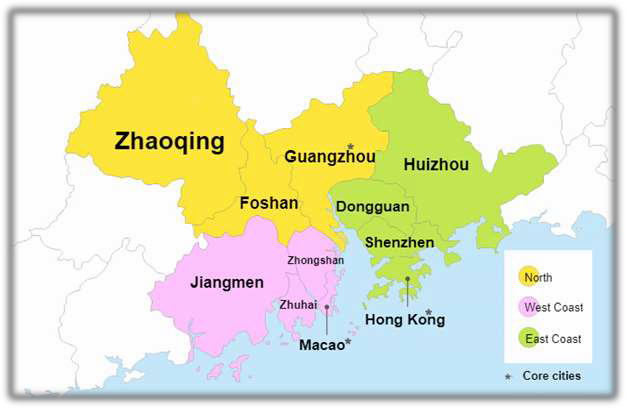 Zhaoqing
Guangzhou
Huizhou
Foshan
Dongguan
Shenzhen
Zhongshan
Jiangmen
Zhuhai
Hong Kong
Macao
North
West Coast
East Coast
* Core cities